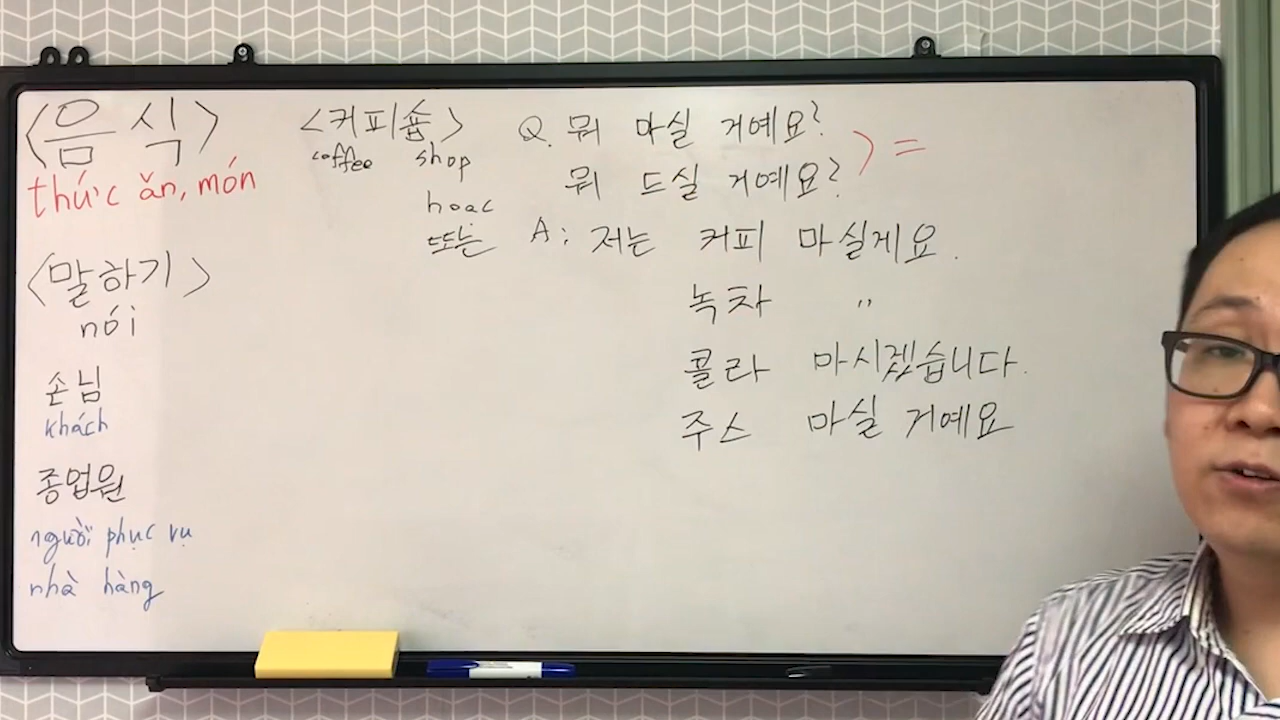 <음식>
thức ăn, món
<말하기>
nói
손님
khách
종업원
người phục vụ
nhà hàng
<커피숍>
coffee shop
hoac
또는
Q. 뭐 마실 거예요?
뭐 드실 거예요? ) =
A: 저는 커피 마실게요.
녹차 "
콜라 마시겠습니다.
주스 마실 거예요